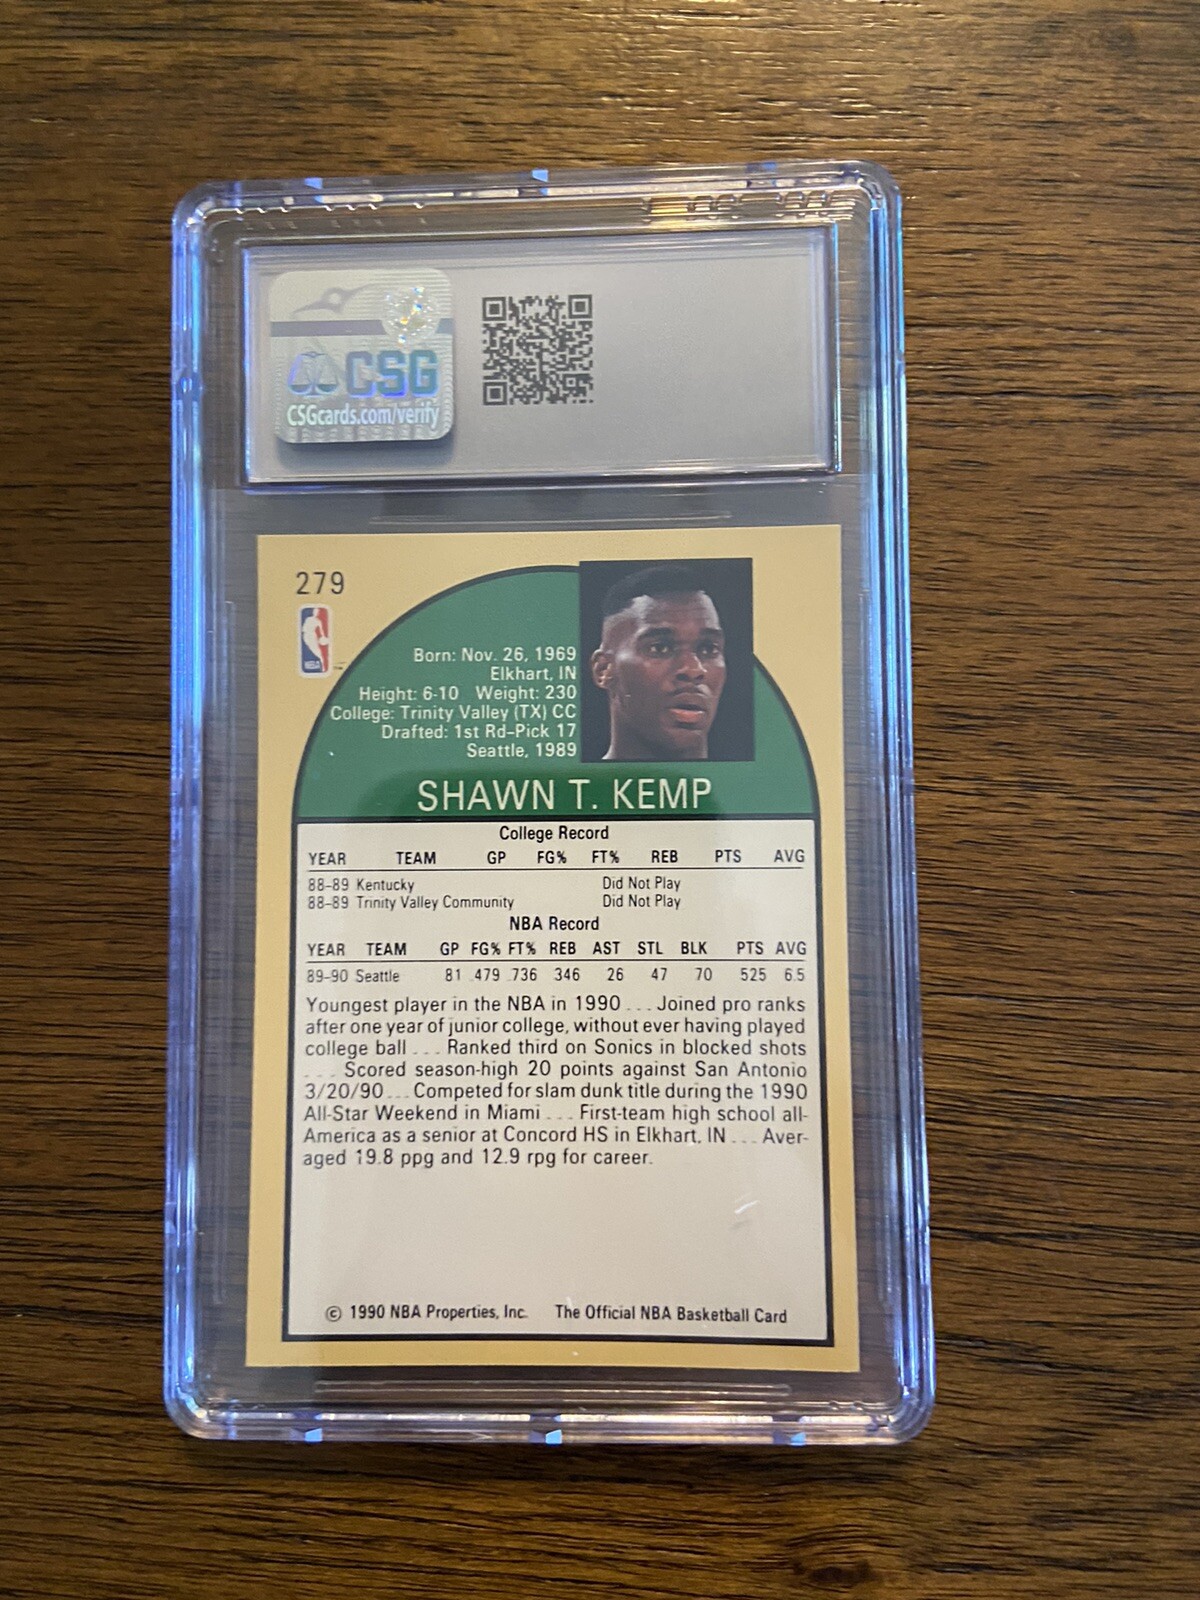 CSG
CSGcards.com/verify
279
NBA
Born: Nov. 26, 1969
Elkhart, IN
Height: 6-10 Weight: 230
College: Trinity Valley (TX) CC
Drafted: 1st Rd–Pick 17
Seattle, 1989
SHAWN T. KEMP
College Record
YEAR TEAM GP FG% FT% REB PTS AVG
88–89 Kentucky Did Not Play
88–89 Trinity Valley Community Did Not Play
NBA Record
YEAR TEAM GP FG% FT% REB AST STL BLK PTS AVG
89–90 Seattle 81 .479 .736 346 26 47 70 525 6.5
Youngest player in the NBA in 1990 . . . Joined pro ranks
after one year of junior college, without ever having played
college ball . . . Ranked third on Sonics in blocked shots
. . . Scored season-high 20 points against San Antonio
3/20/90 . . . Competed for slam dunk title during the 1990
All-Star Weekend in Miami . . . First-team high school all-
America as a senior at Concord HS in Elkhart, IN . . . Aver-
aged 19.8 ppg and 12.9 rpg for career.
© 1990 NBA Properties, Inc. The Official NBA Basketball Card